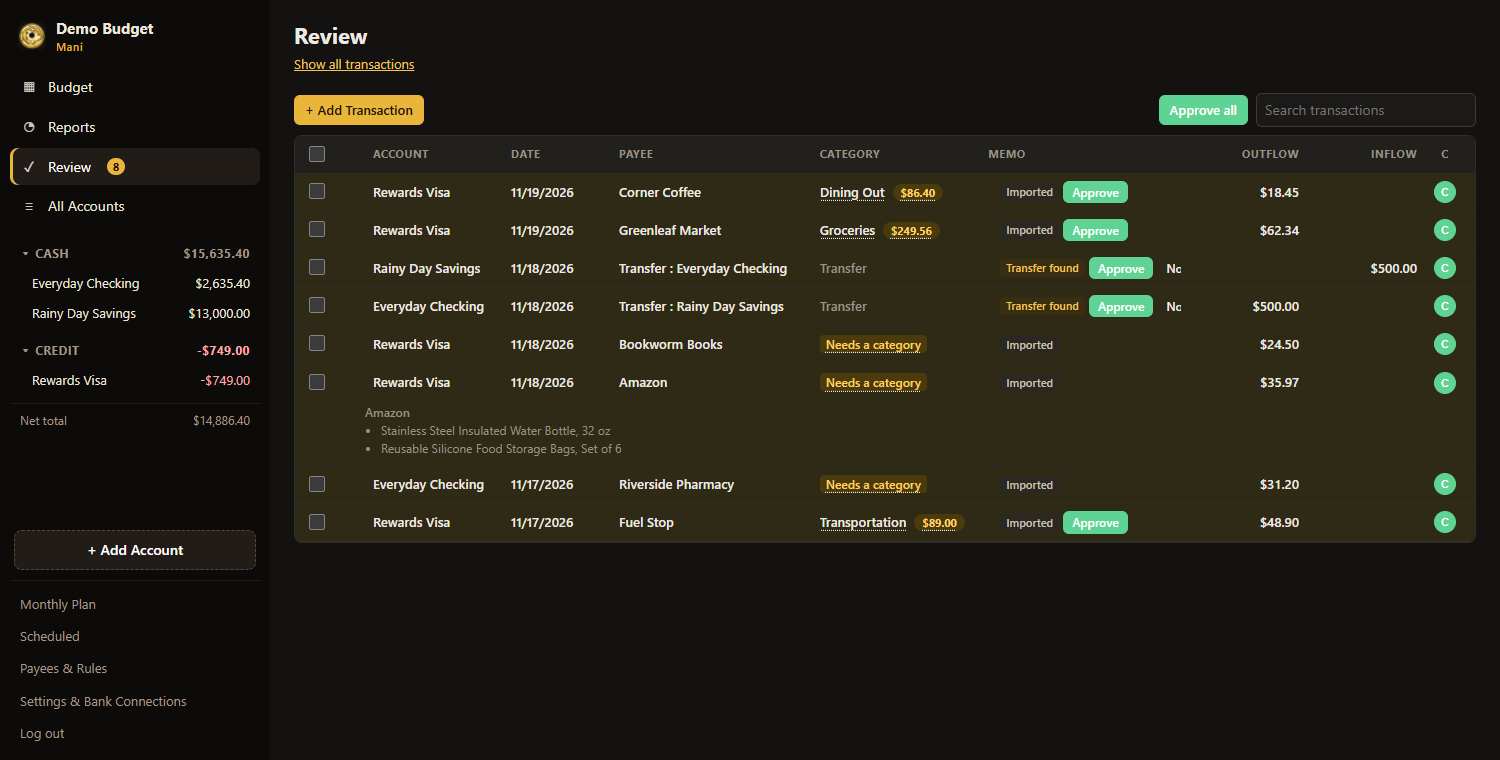 Demo Budget
Mani
Budget
Reports
Review 8
All Accounts
CASH $15,635.40
Everyday Checking $2,635.40
Rainy Day Savings $13,000.00
CREDIT -$749.00
Rewards Visa -$749.00
Net total $14,886.40
+ Add Account
Monthly Plan
Scheduled
Payees & Rules
Settings & Bank Connections
Log out
Review
Show all transactions
+ Add Transaction Approve all Search transactions
ACCOUNT DATE PAYEE CATEGORY MEMO OUTFLOW INFLOW C
Rewards Visa 11/19/2026 Corner Coffee Dining Out $86.40 Imported Approve $18.45 C
Rewards Visa 11/19/2026 Greenleaf Market Groceries $249.56 Imported Approve $62.34 C
Rainy Day Savings 11/18/2026 Transfer : Everyday Checking Transfer Transfer found Approve $500.00 C
Everyday Checking 11/18/2026 Transfer : Rainy Day Savings Transfer Transfer found Approve $500.00 C
Rewards Visa 11/18/2026 Bookworm Books Needs a category Imported $24.50 C
Rewards Visa 11/18/2026 Amazon Needs a category Imported $35.97 C
Amazon
• Stainless Steel Insulated Water Bottle, 32 oz
• Reusable Silicone Food Storage Bags, Set of 6
Everyday Checking 11/17/2026 Riverside Pharmacy Needs a category Imported $31.20 C
Rewards Visa 11/17/2026 Fuel Stop Transportation $89.00 Imported Approve $48.90 C